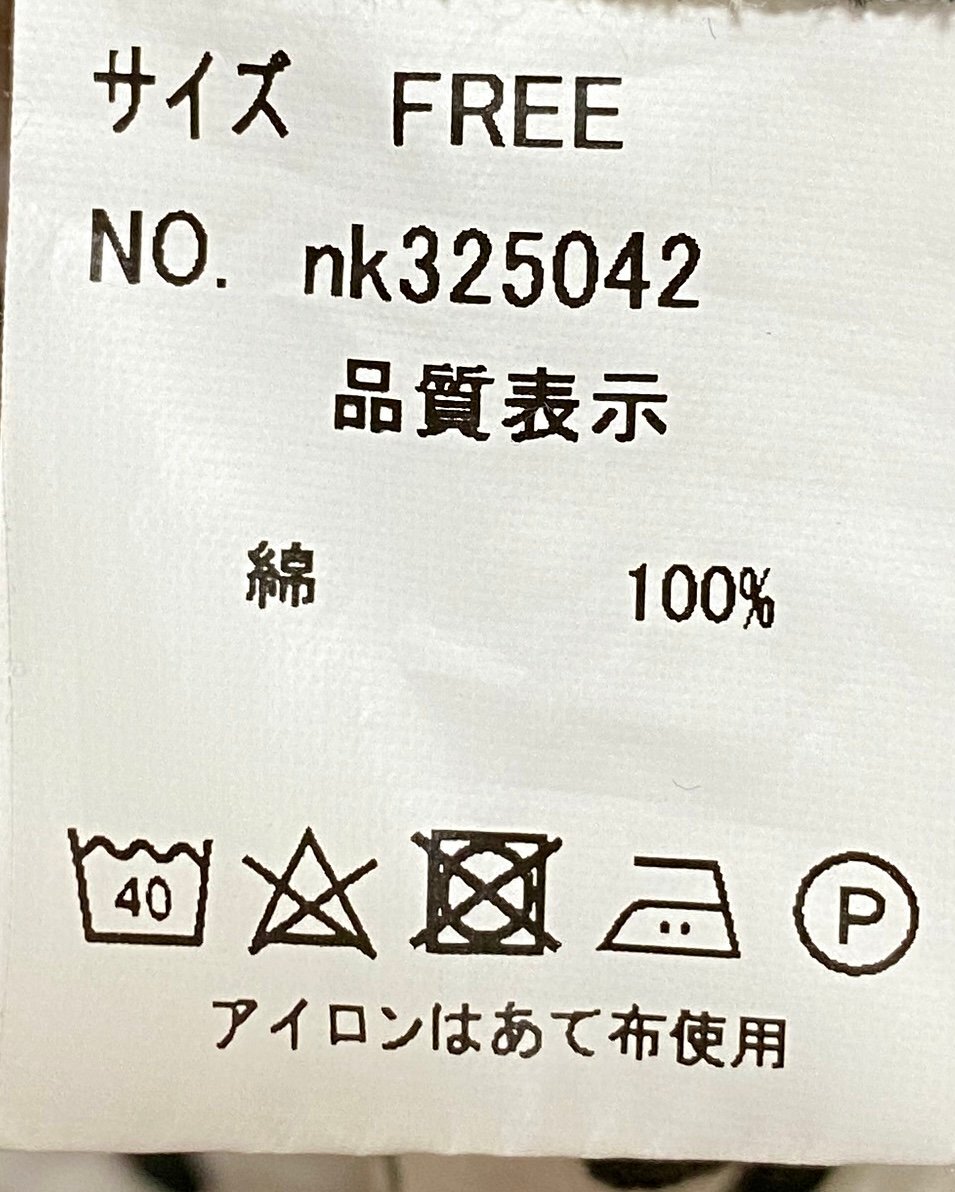 サイズ FREE
NO. nk325042
品質表示
綿 100%
40 P
アイロンはあて布使用